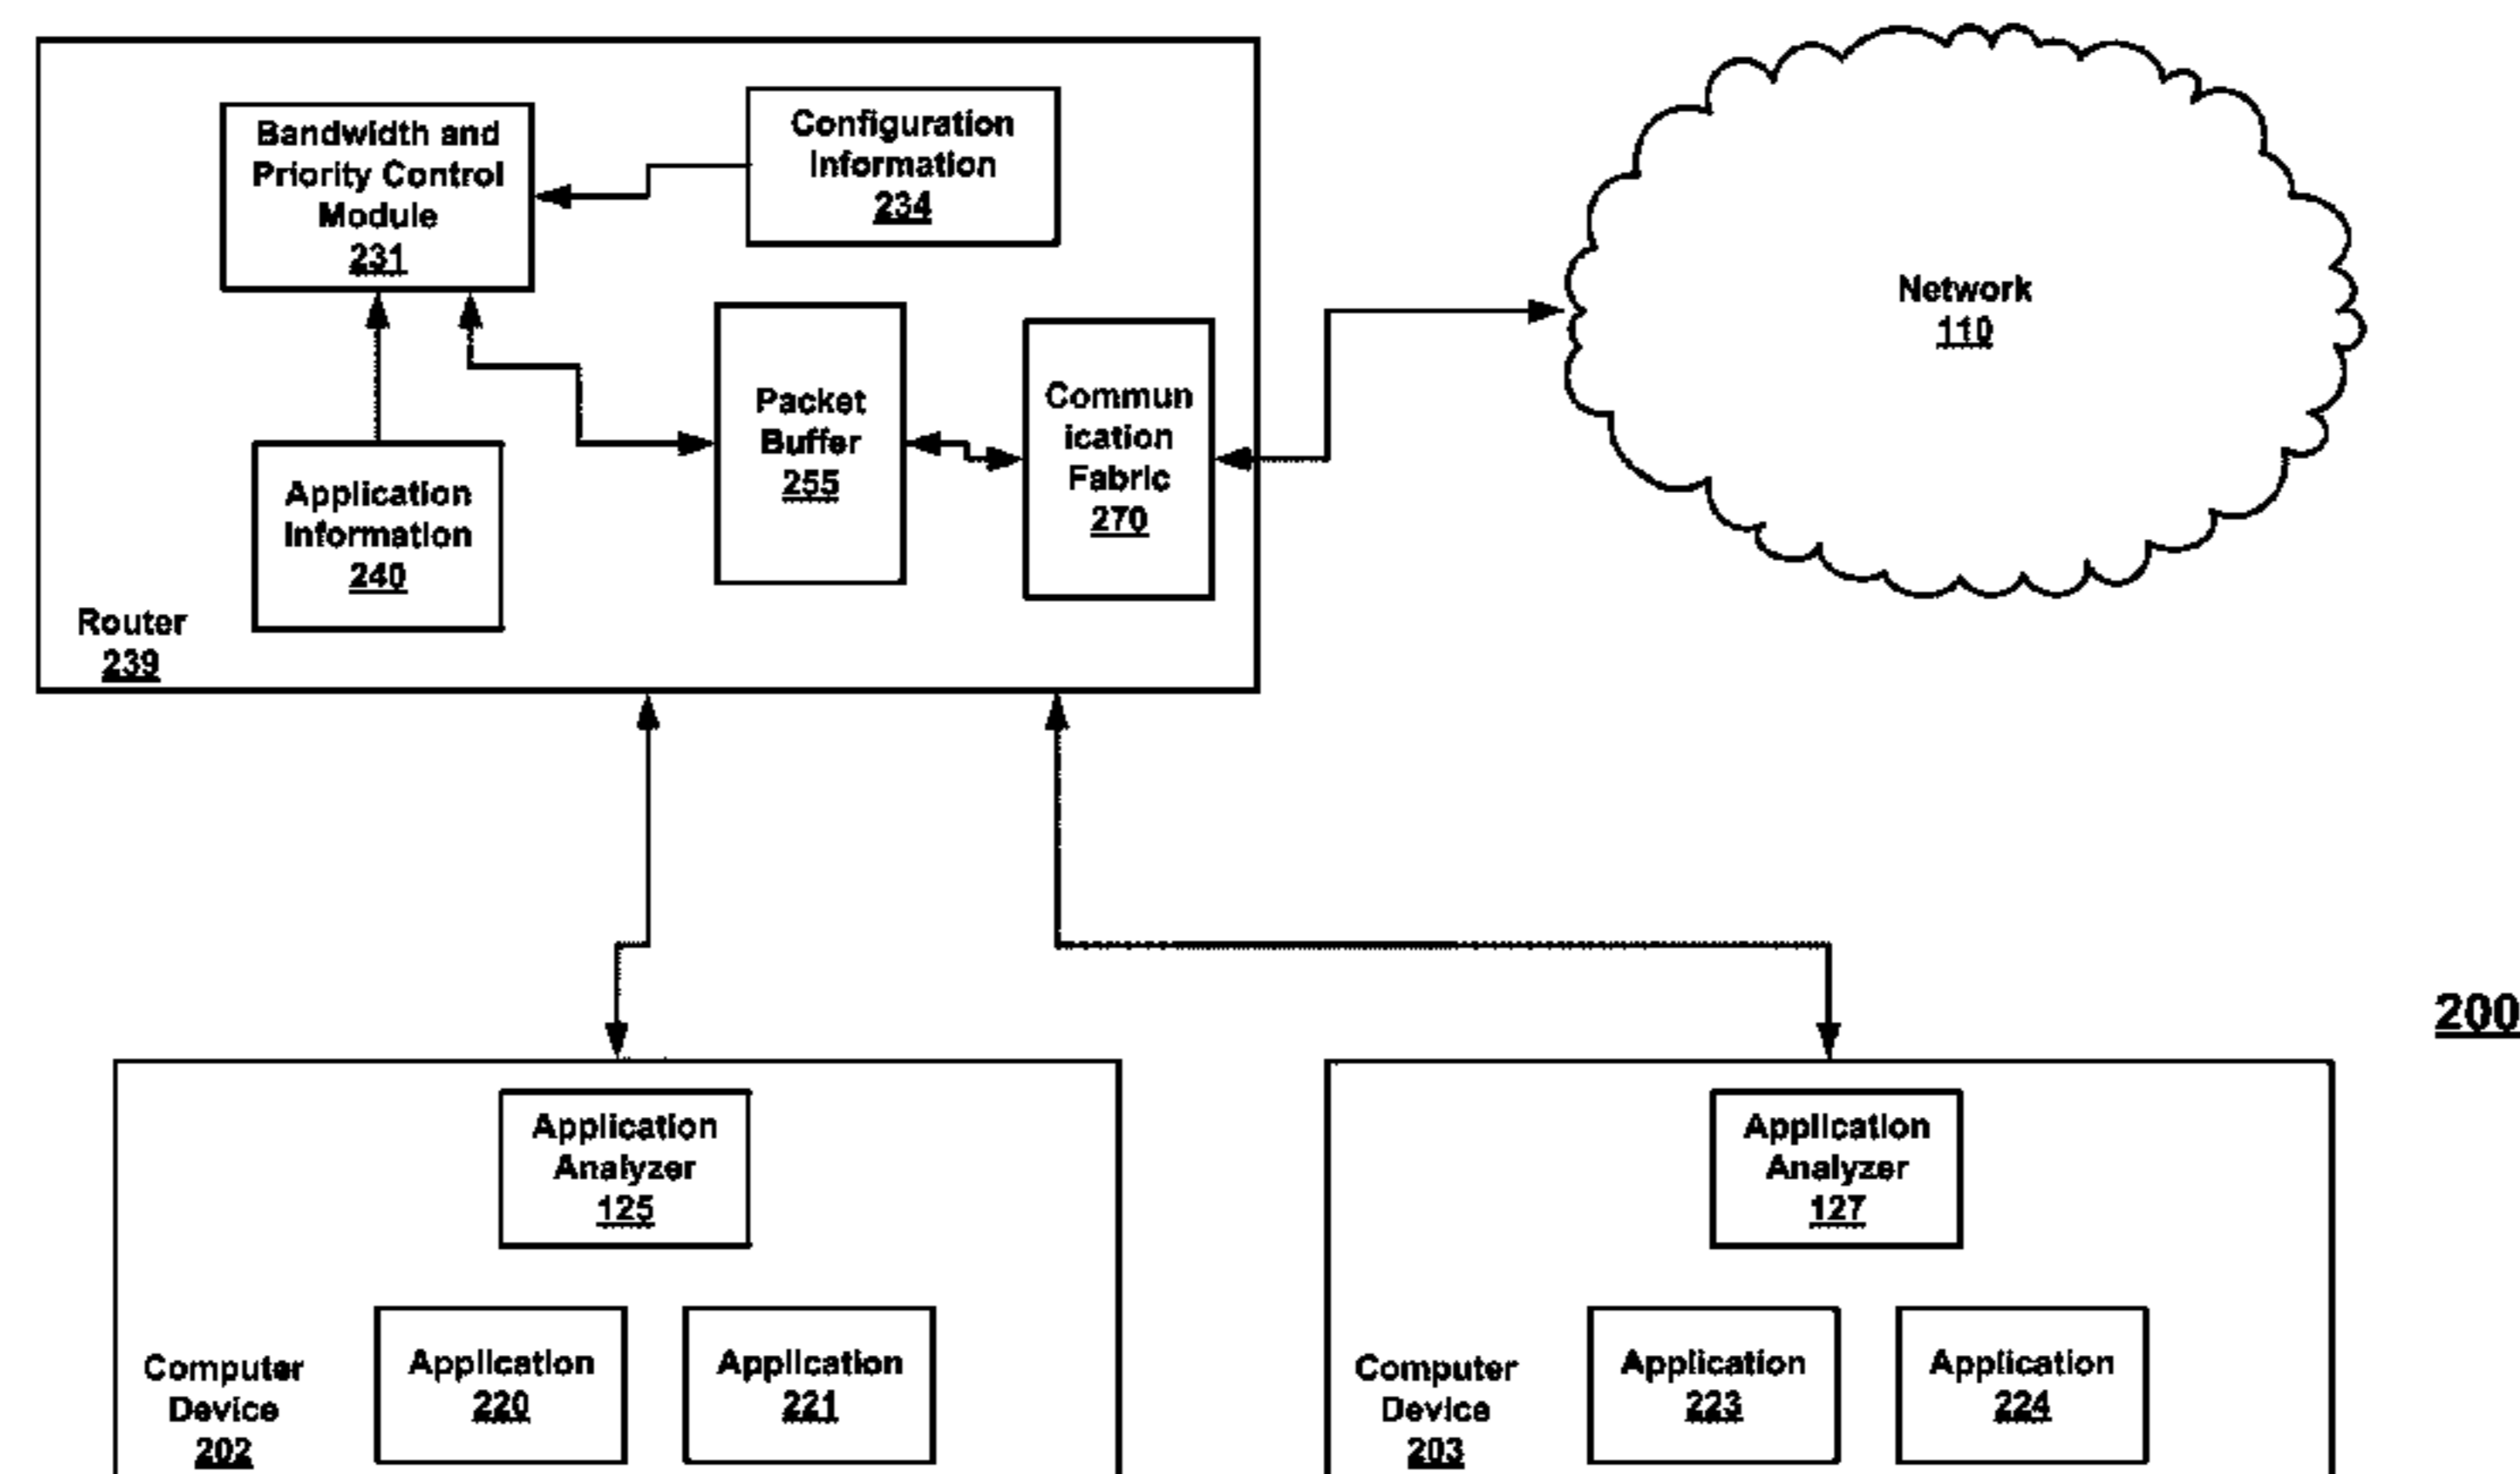 Bandwidth and
Priority Control
Module
231
Configuration
Information
234
Network
110
Packet
Buffer
255
Commun
ication
Fabric
270
Application
Information
240
Router
239
200
Application
Analyzer
125
Application
Analyzer
127
Computer
Device
202
Application
220
Application
221
Computer
Device
203
Application
223
Application
224